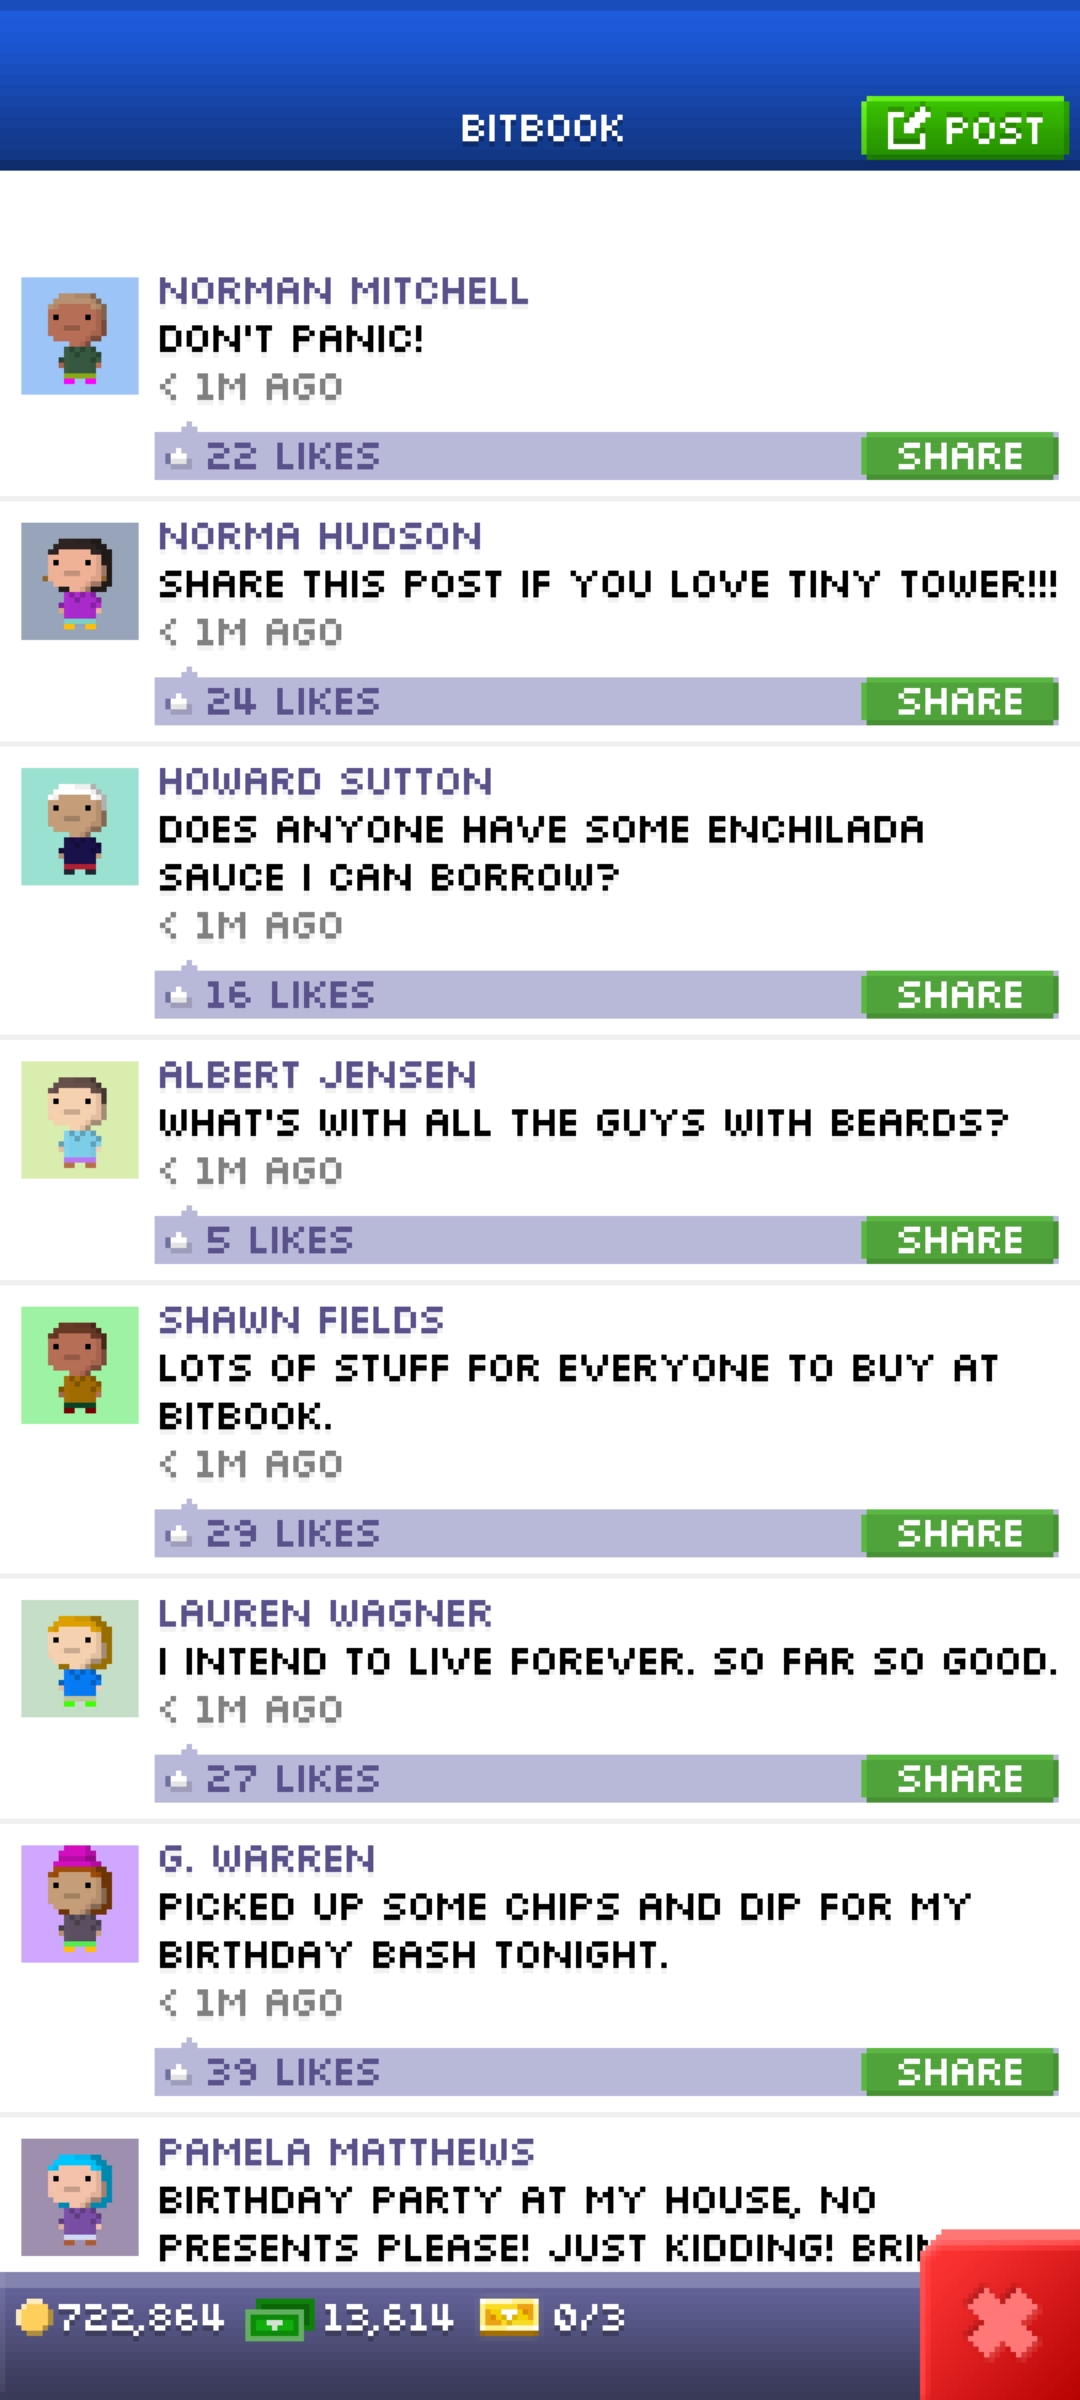 BITBOOK
POST
NORMAN MITCHELL
DON'T PANIC!
< 1M AGO
22 LIKES
SHARE
NORMA HUDSON
SHARE THIS POST IF YOU LOVE TINY TOWER!!!
< 1M AGO
24 LIKES
SHARE
HOWARD SUTTON
DOES ANYONE HAVE SOME ENCHILADA
SAUCE I CAN BORROW?
< 1M AGO
16 LIKES
SHARE
ALBERT JENSEN
WHAT'S WITH ALL THE GUYS WITH BEARDS?
< 1M AGO
5 LIKES
SHARE
SHAWN FIELDS
LOTS OF STUFF FOR EVERYONE TO BUY AT
BITBOOK.
< 1M AGO
29 LIKES
SHARE
LAUREN WAGNER
I INTEND TO LIVE FOREVER. SO FAR SO GOOD.
< 1M AGO
27 LIKES
SHARE
G. WARREN
PICKED UP SOME CHIPS AND DIP FOR MY
BIRTHDAY BASH TONIGHT.
< 1M AGO
39 LIKES
SHARE
PAMELA MATTHEWS
BIRTHDAY PARTY AT MY HOUSE, NO
PRESENTS PLEASE! JUST KIDDING!
722,864
13,614
0/3